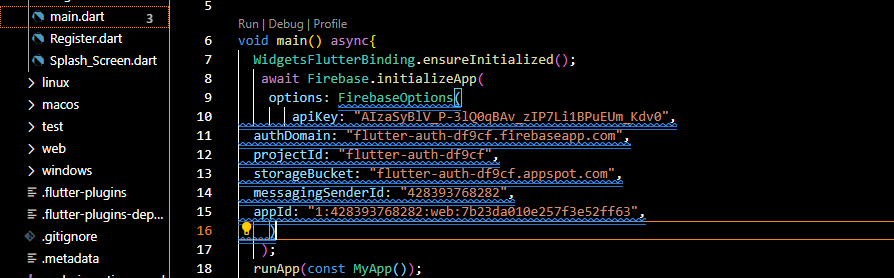 main.dart 3
Register.dart
Splash_Screen.dart
linux
macos
test
web
windows
.flutter-plugins
.flutter-plugins-dep...
.gitignore
.metadata
5
Run | Debug | Profile
6 void main() async{
7 WidgetsFlutterBinding.ensureInitialized();
8 await Firebase.initializeApp(
9 options: FirebaseOptions(
10 apiKey: "AIzaSyBlV_P-3lQ0qBAv_zIP7Li1BPuEUm_Kdv0",
11 authDomain: "flutter-auth-df9cf.firebaseapp.com",
12 projectId: "flutter-auth-df9cf",
13 storageBucket: "flutter-auth-df9cf.appspot.com",
14 messagingSenderId: "428393768282",
15 appId: "1:428393768282:web:7b23da010e257f3e52ff63",
16 )
17 );
18 runApp(const MyApp());